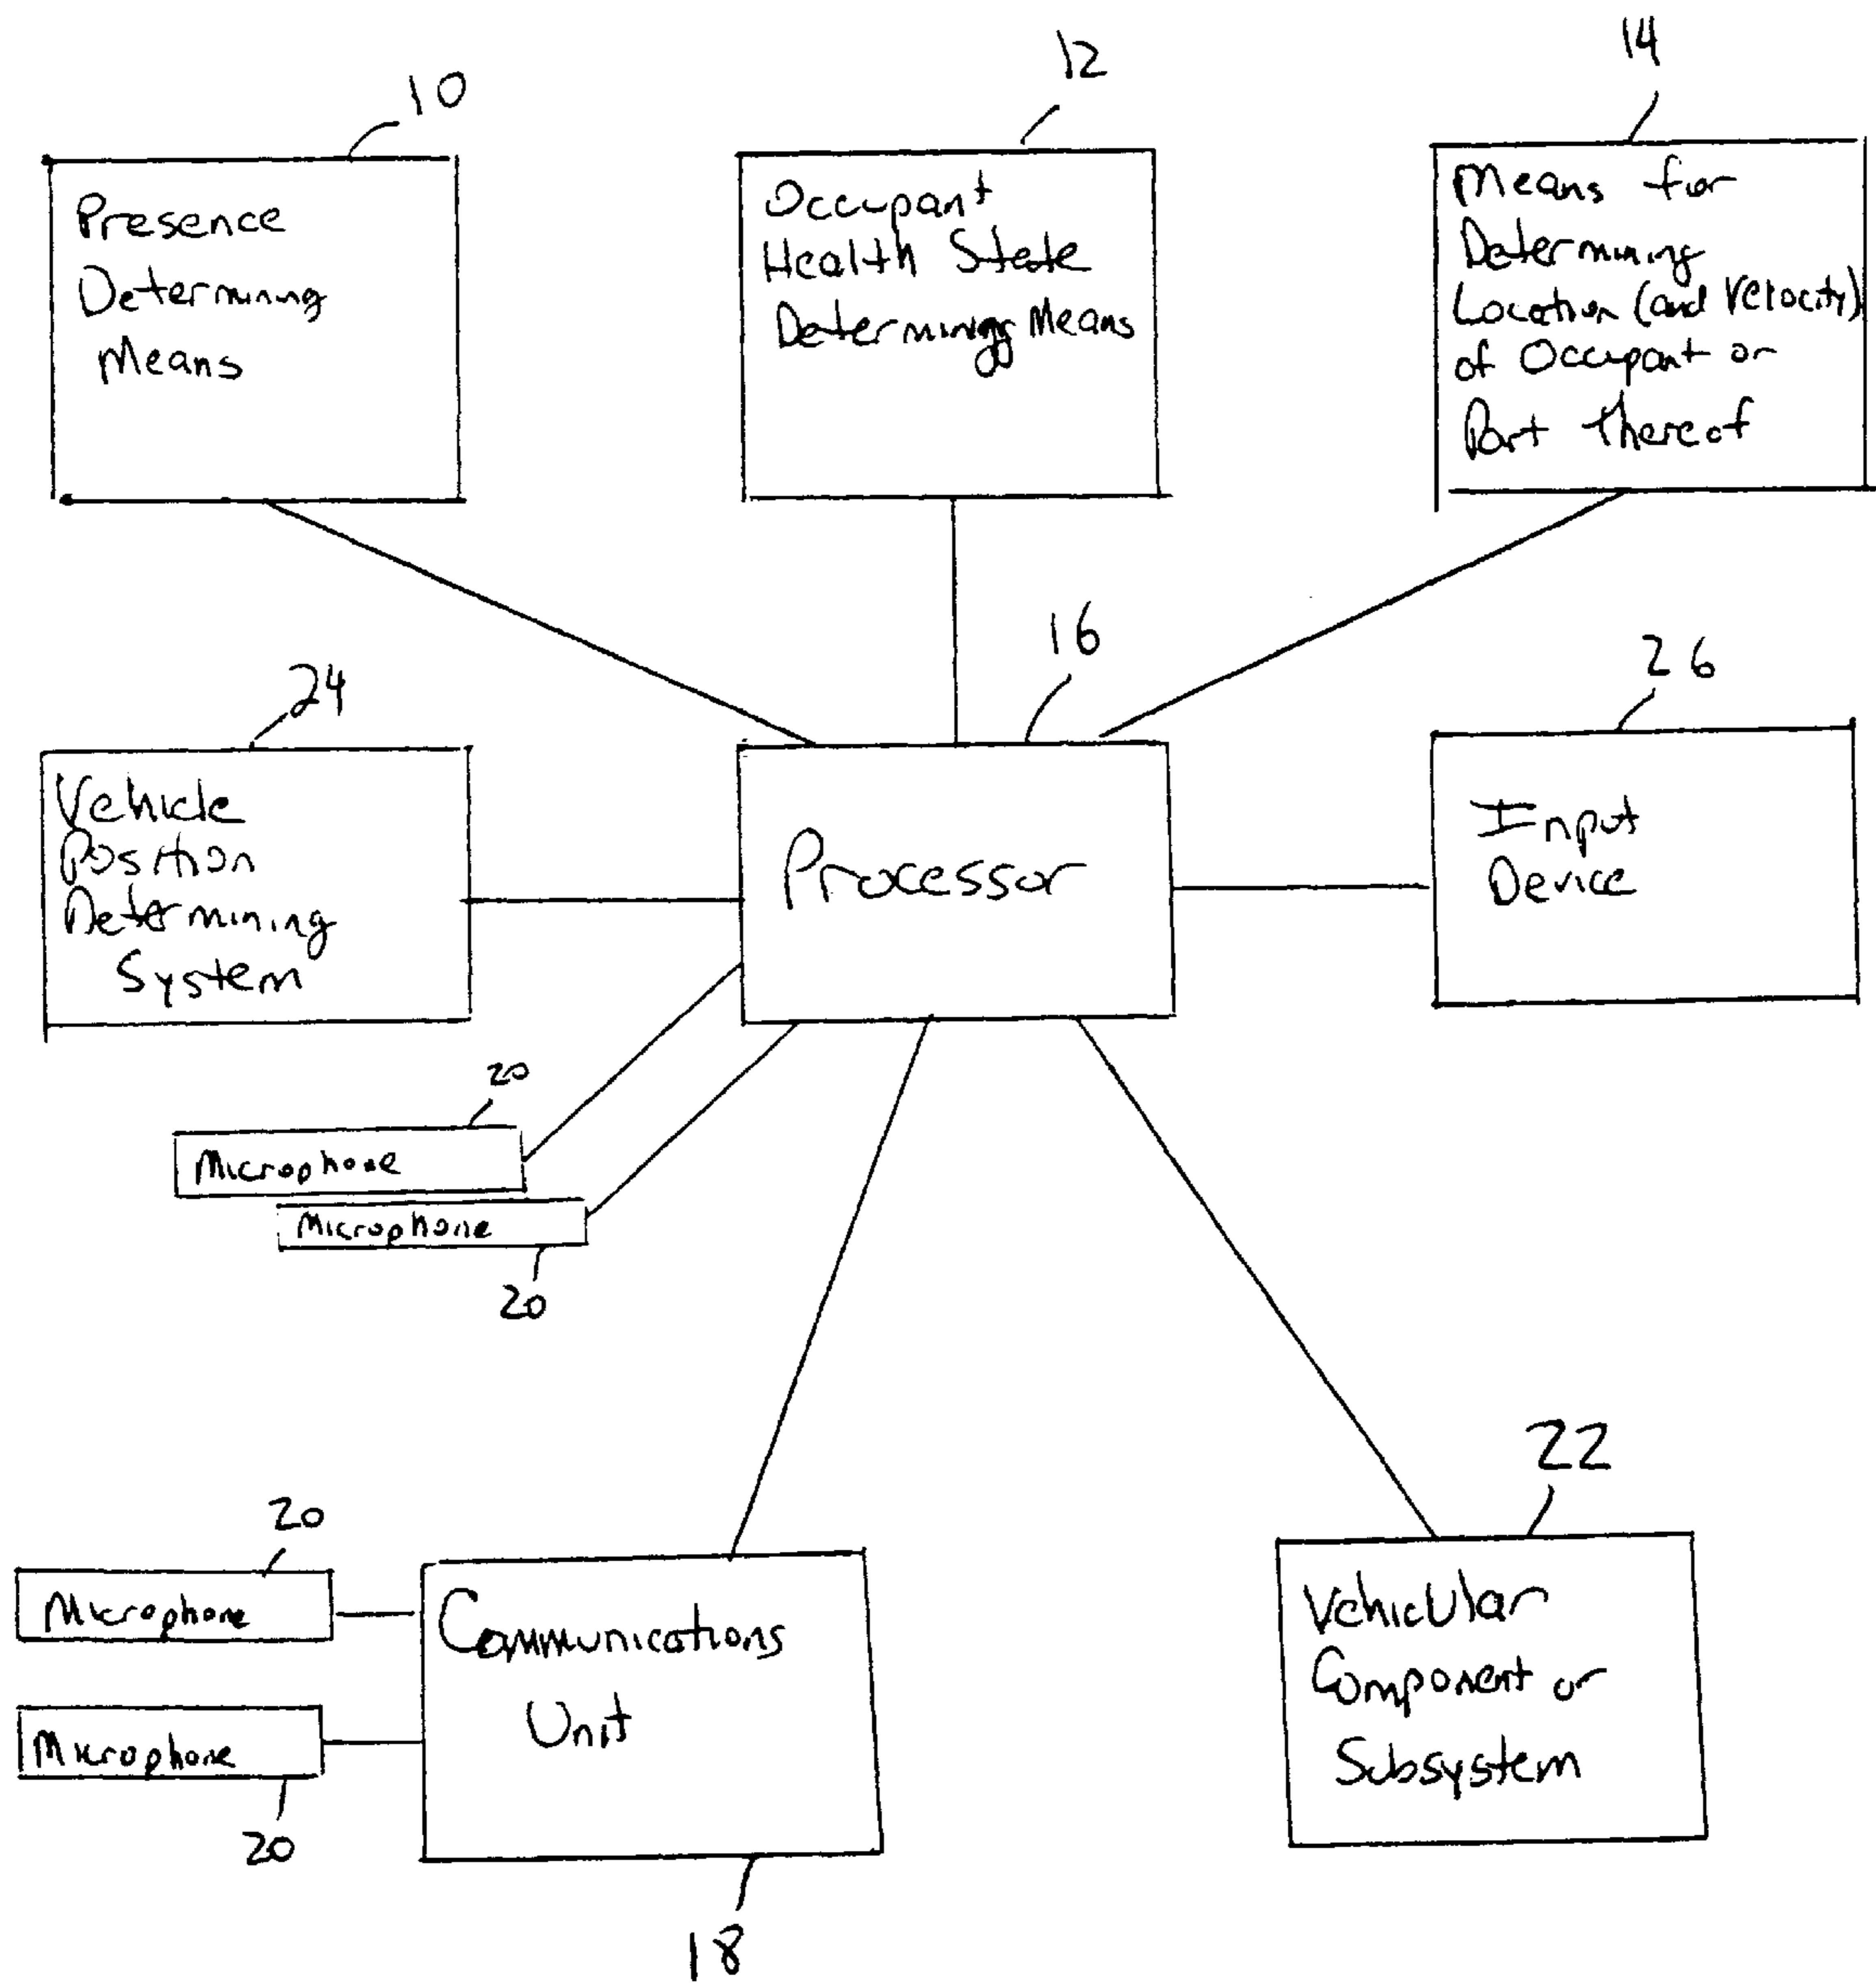 10
Presence
Determining
Means
12
Occupant
Health State
Determining Means
14
Means for
Determining
Location (and Velocity)
of Occupant or
Part thereof
24
Vehicle
Position
Determining
System
16
Processor
26
Input
Device
20
Microphone
Microphone
20
20
Microphone
Microphone
20
Communications
Unit
18
22
Vehicular
Component or
Subsystem